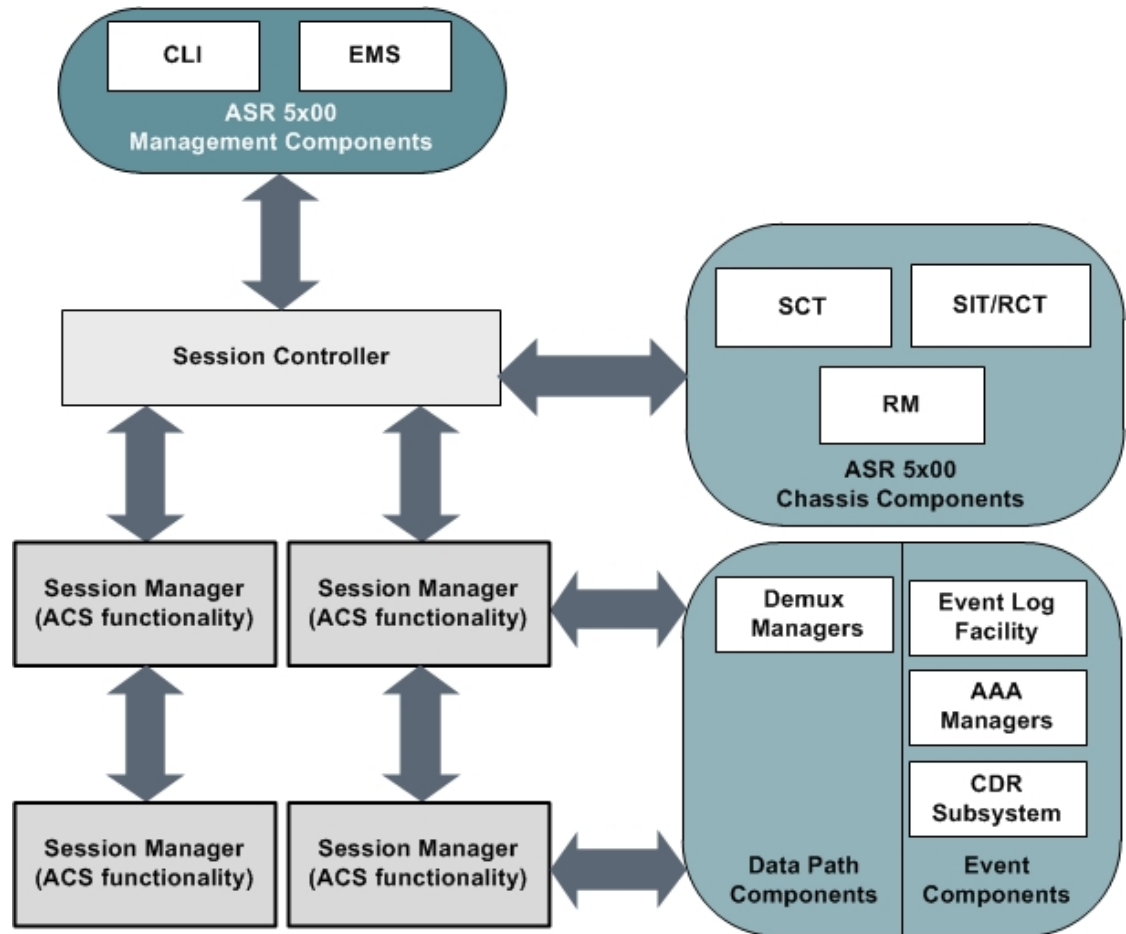 CLI
EMS
ASR 5x00
Management Components
Session Controller
SCT
SIT/RCT
RM
ASR 5x00
Chassis Components
Session Manager
(ACS functionality)
Session Manager
(ACS functionality)
Demux
Managers
Event Log
Facility
AAA
Managers
CDR
Subsystem
Session Manager
(ACS functionality)
Session Manager
(ACS functionality)
Data Path
Components
Event
Components